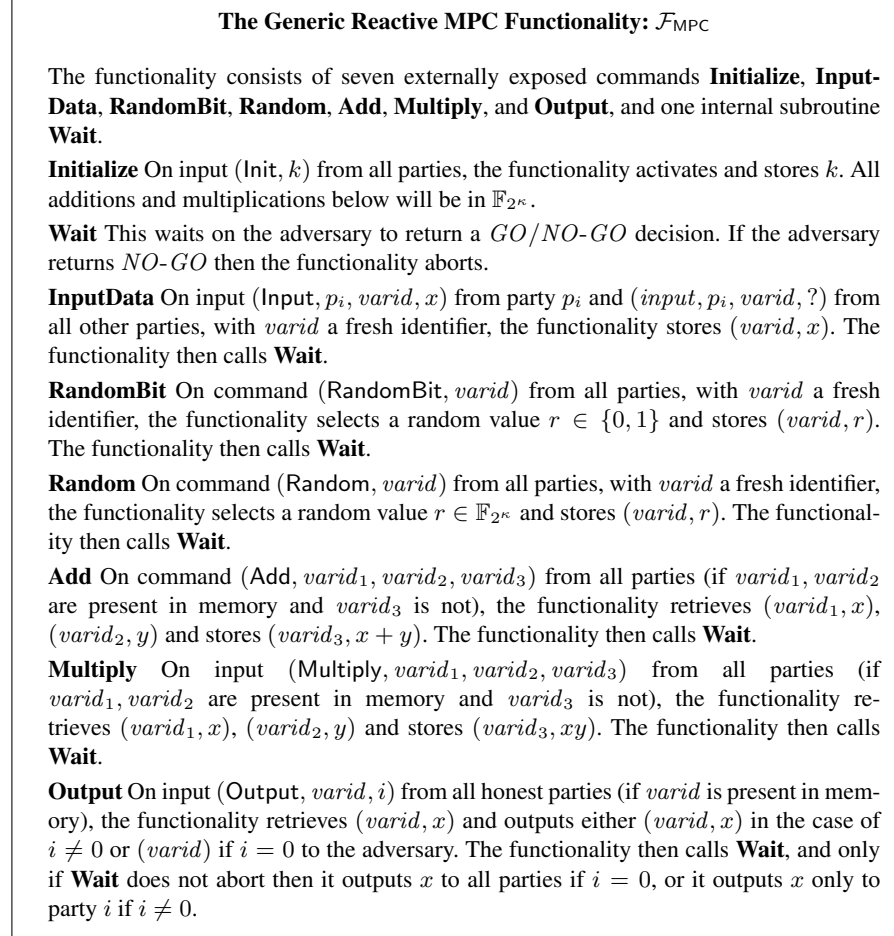 The Generic Reactive MPC Functionality: F_MPC
The functionality consists of seven externally exposed commands Initialize, Input-
Data, RandomBit, Random, Add, Multiply, and Output, and one internal subroutine
Wait.
Initialize On input (Init, k) from all parties, the functionality activates and stores k. All
additions and multiplications below will be in 𝔽_{2^κ}.
Wait This waits on the adversary to return a GO/NO-GO decision. If the adversary
returns NO-GO then the functionality aborts.
InputData On input (Input, p_i, varid, x) from party p_i and (input, p_i, varid, ?) from
all other parties, with varid a fresh identifier, the functionality stores (varid, x). The
functionality then calls Wait.
RandomBit On command (RandomBit, varid) from all parties, with varid a fresh
identifier, the functionality selects a random value r ∈ {0, 1} and stores (varid, r).
The functionality then calls Wait.
Random On command (Random, varid) from all parties, with varid a fresh identifier,
the functionality selects a random value r ∈ 𝔽_{2^κ} and stores (varid, r). The functional-
ity then calls Wait.
Add On command (Add, varid_1, varid_2, varid_3) from all parties (if varid_1, varid_2
are present in memory and varid_3 is not), the functionality retrieves (varid_1, x),
(varid_2, y) and stores (varid_3, x + y). The functionality then calls Wait.
Multiply On input (Multiply, varid_1, varid_2, varid_3) from all parties (if
varid_1, varid_2 are present in memory and varid_3 is not), the functionality re-
trieves (varid_1, x), (varid_2, y) and stores (varid_3, xy). The functionality then calls
Wait.
Output On input (Output, varid, i) from all honest parties (if varid is present in mem-
ory), the functionality retrieves (varid, x) and outputs either (varid, x) in the case of
i ≠ 0 or (varid) if i = 0 to the adversary. The functionality then calls Wait, and only
if Wait does not abort then it outputs x to all parties if i = 0, or it outputs x only to
party i if i ≠ 0.